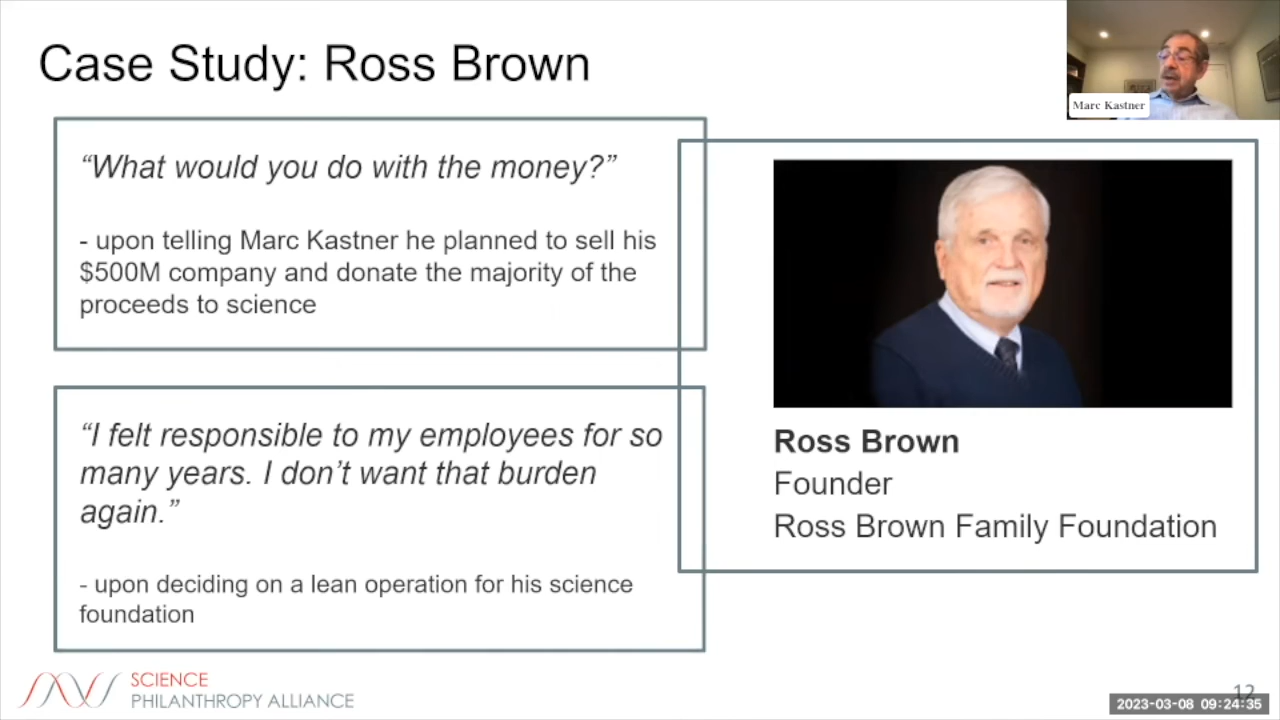 Case Study: Ross Brown
Marc Kastner
“What would you do with the money?”
- upon telling Marc Kastner he planned to sell his
$500M company and donate the majority of the
proceeds to science
“I felt responsible to my employees for so
many years. I don’t want that burden
again.”
- upon deciding on a lean operation for his science
foundation
Ross Brown
Founder
Ross Brown Family Foundation
SCIENCE
PHILANTHROPY ALLIANCE
12
2023-03-08 09:24:35